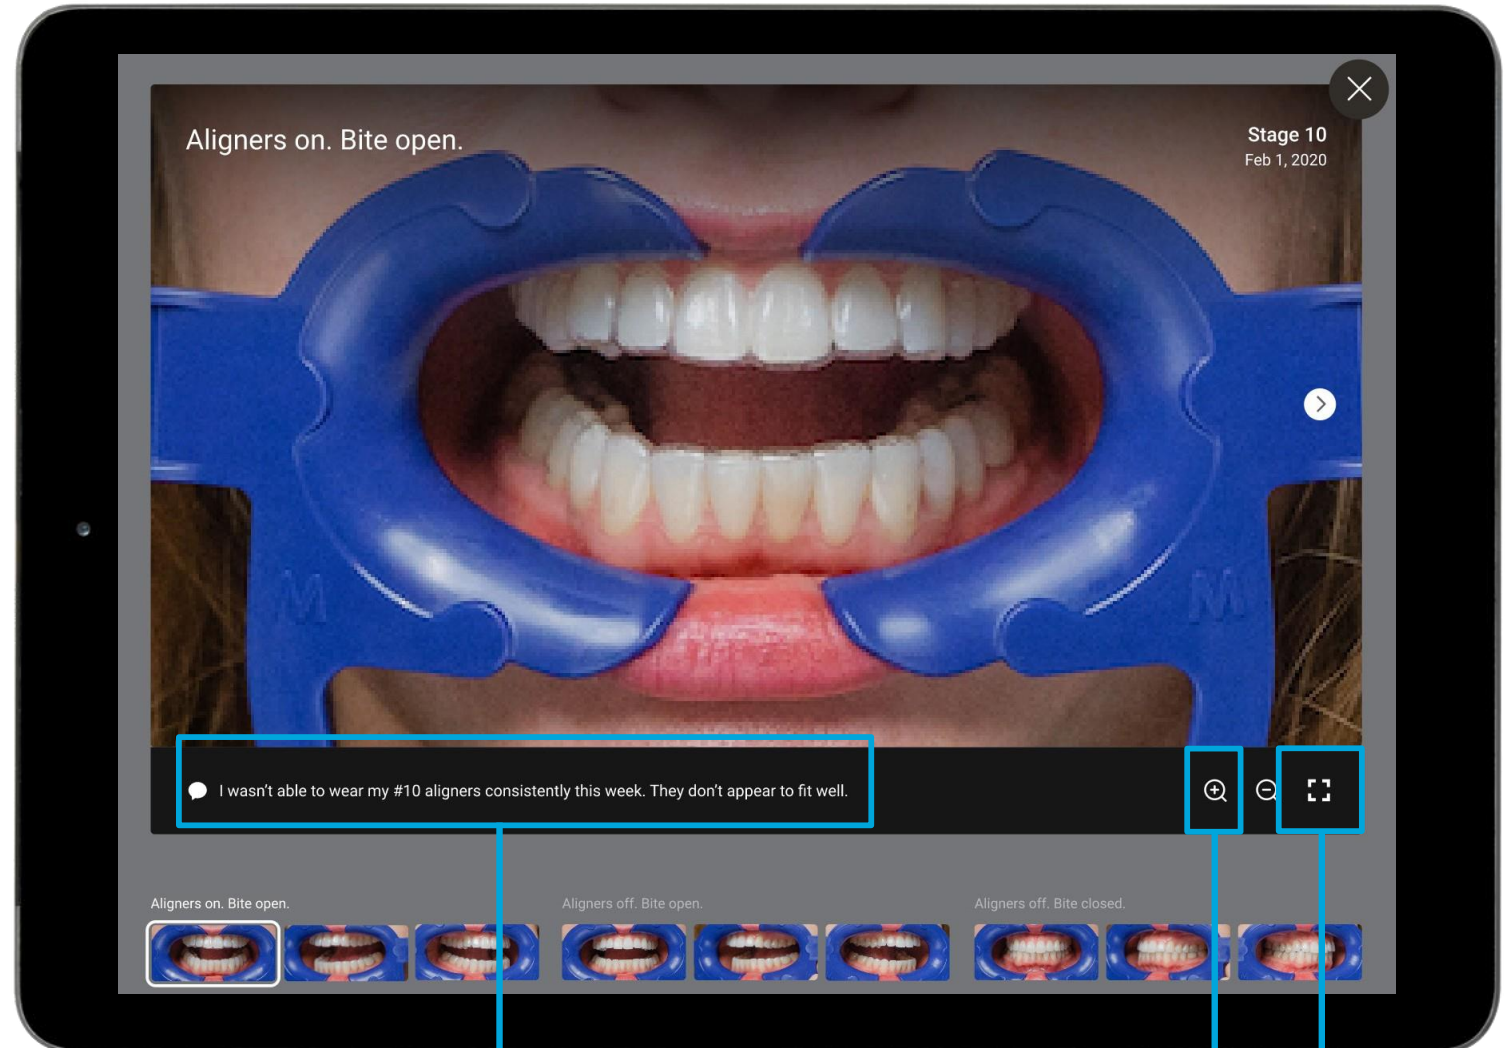 Aligners on. Bite open.
Stage 10
Feb 1, 2020
M
M
I wasn’t able to wear my #10 aligners consistently this week. They don’t appear to fit well.
Aligners on. Bite open.
Aligners off. Bite open.
Aligners off. Bite closed.